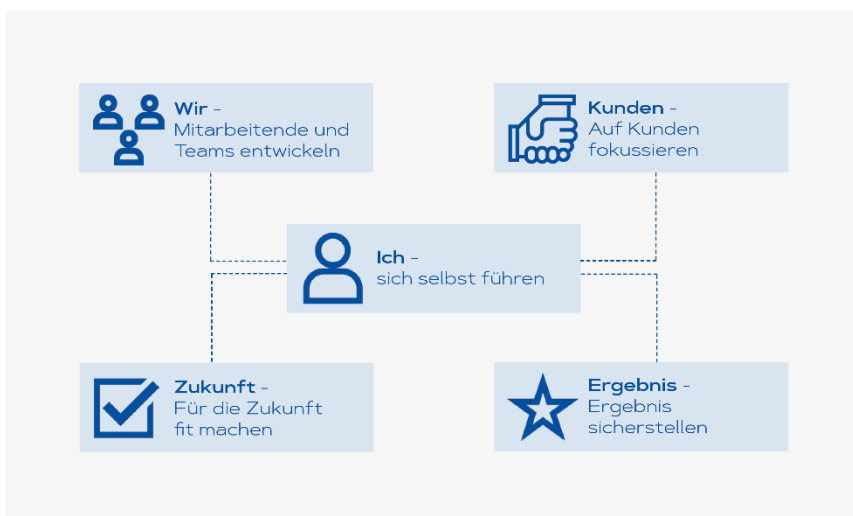 Wir -
Mitarbeitende und
Teams entwickeln
Kunden -
Auf Kunden
fokussieren
Ich -
sich selbst führen
Zukunft -
Für die Zukunft
fit machen
Ergebnis -
Ergebnis
sicherstellen